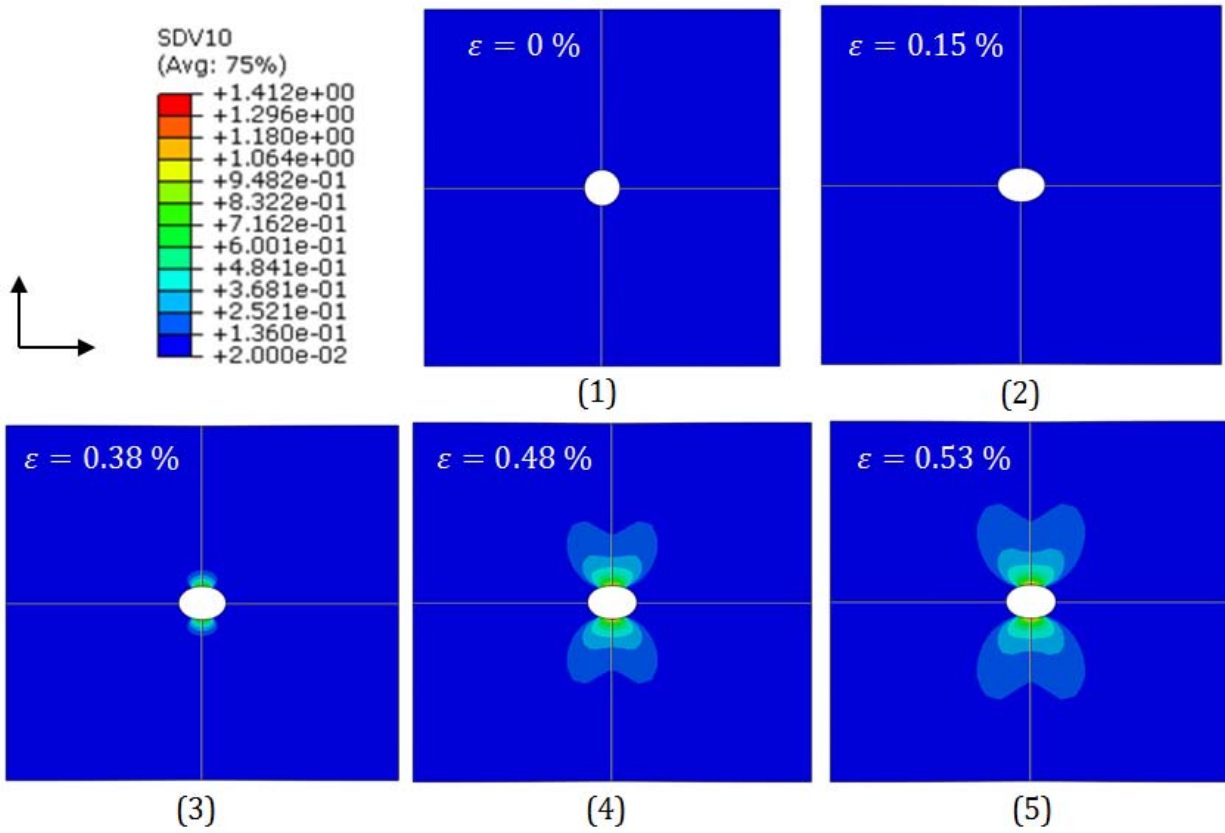 SDV10
(Avg: 75%)
+1.412e+00
+1.296e+00
+1.180e+00
+1.064e+00
+9.482e-01
+8.322e-01
+7.162e-01
+6.001e-01
+4.841e-01
+3.681e-01
+2.521e-01
+1.360e-01
+2.000e-02
ε = 0 %
(1)
ε = 0.15 %
(2)
ε = 0.38 %
(3)
ε = 0.48 %
(4)
ε = 0.53 %
(5)